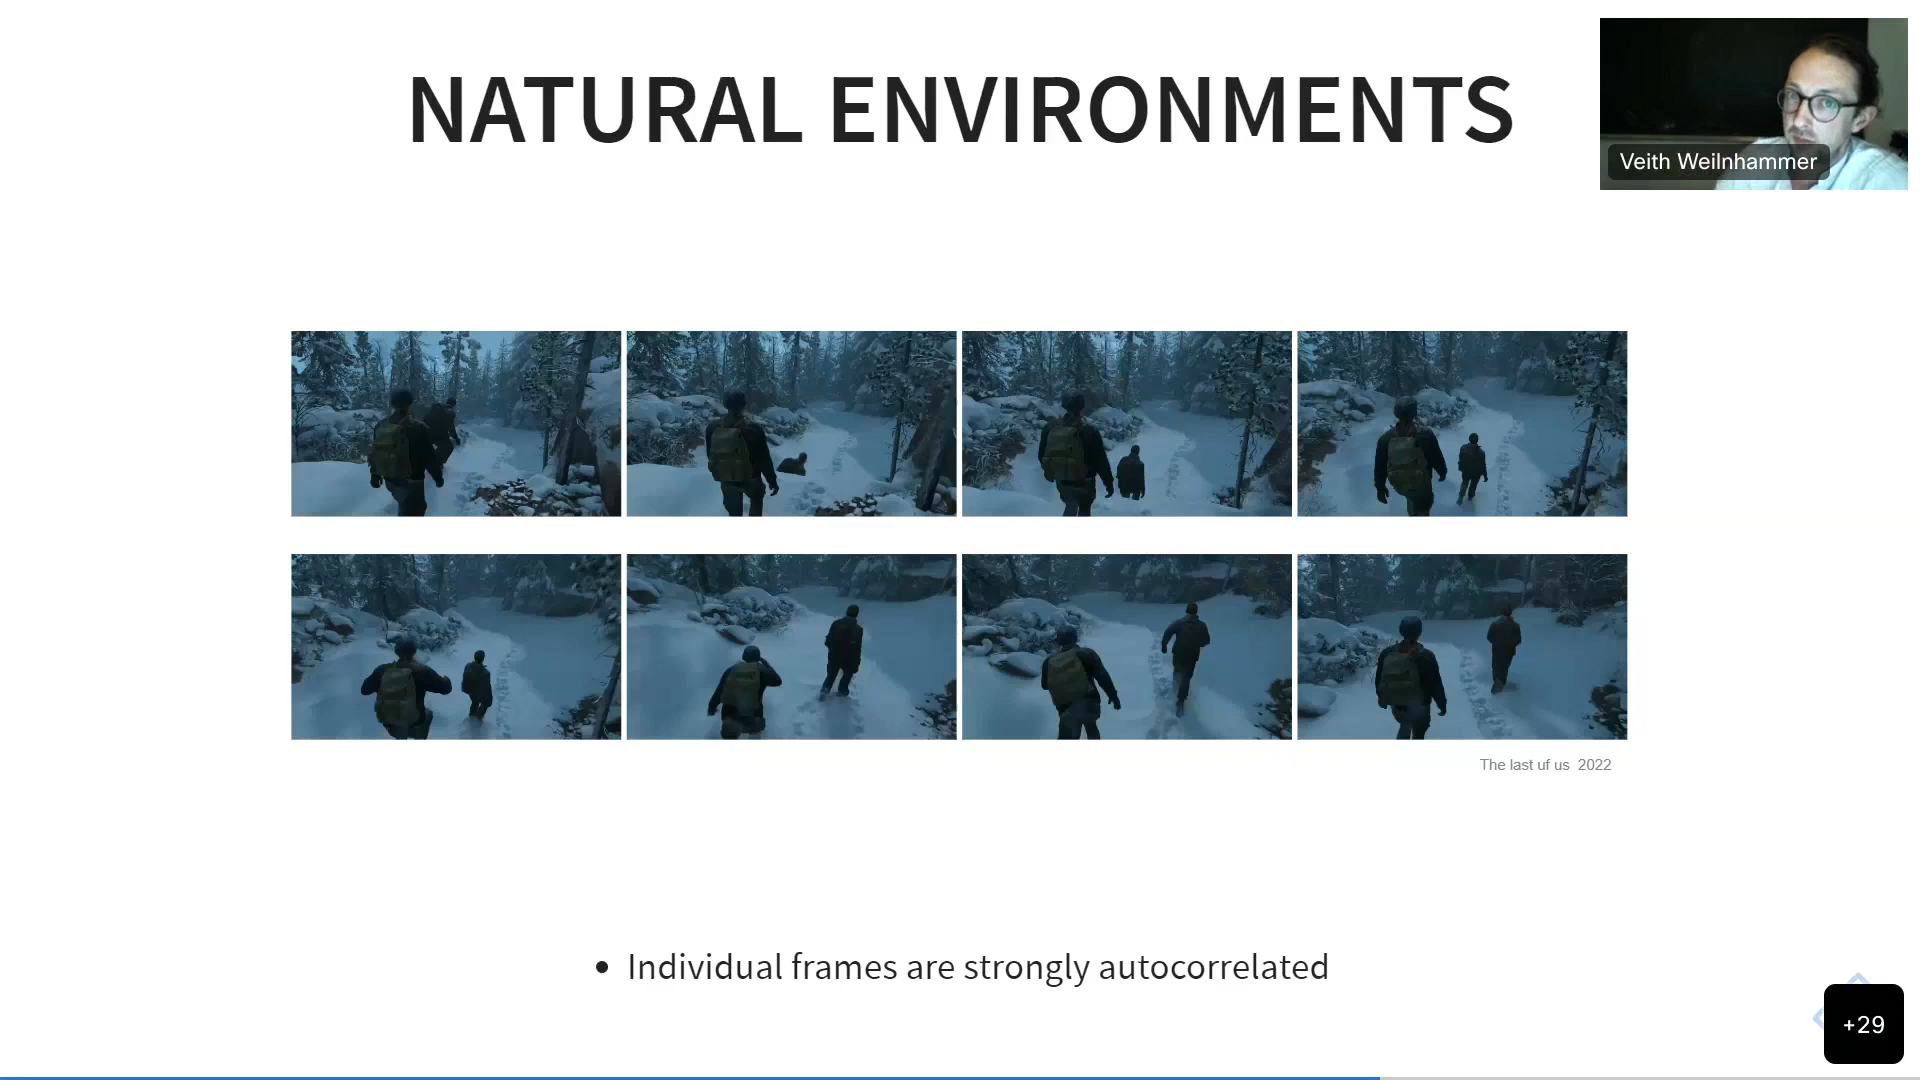 NATURAL ENVIRONMENTS
Veith Weilnhammer
The last uf us 2022
• Individual frames are strongly autocorrelated
+29